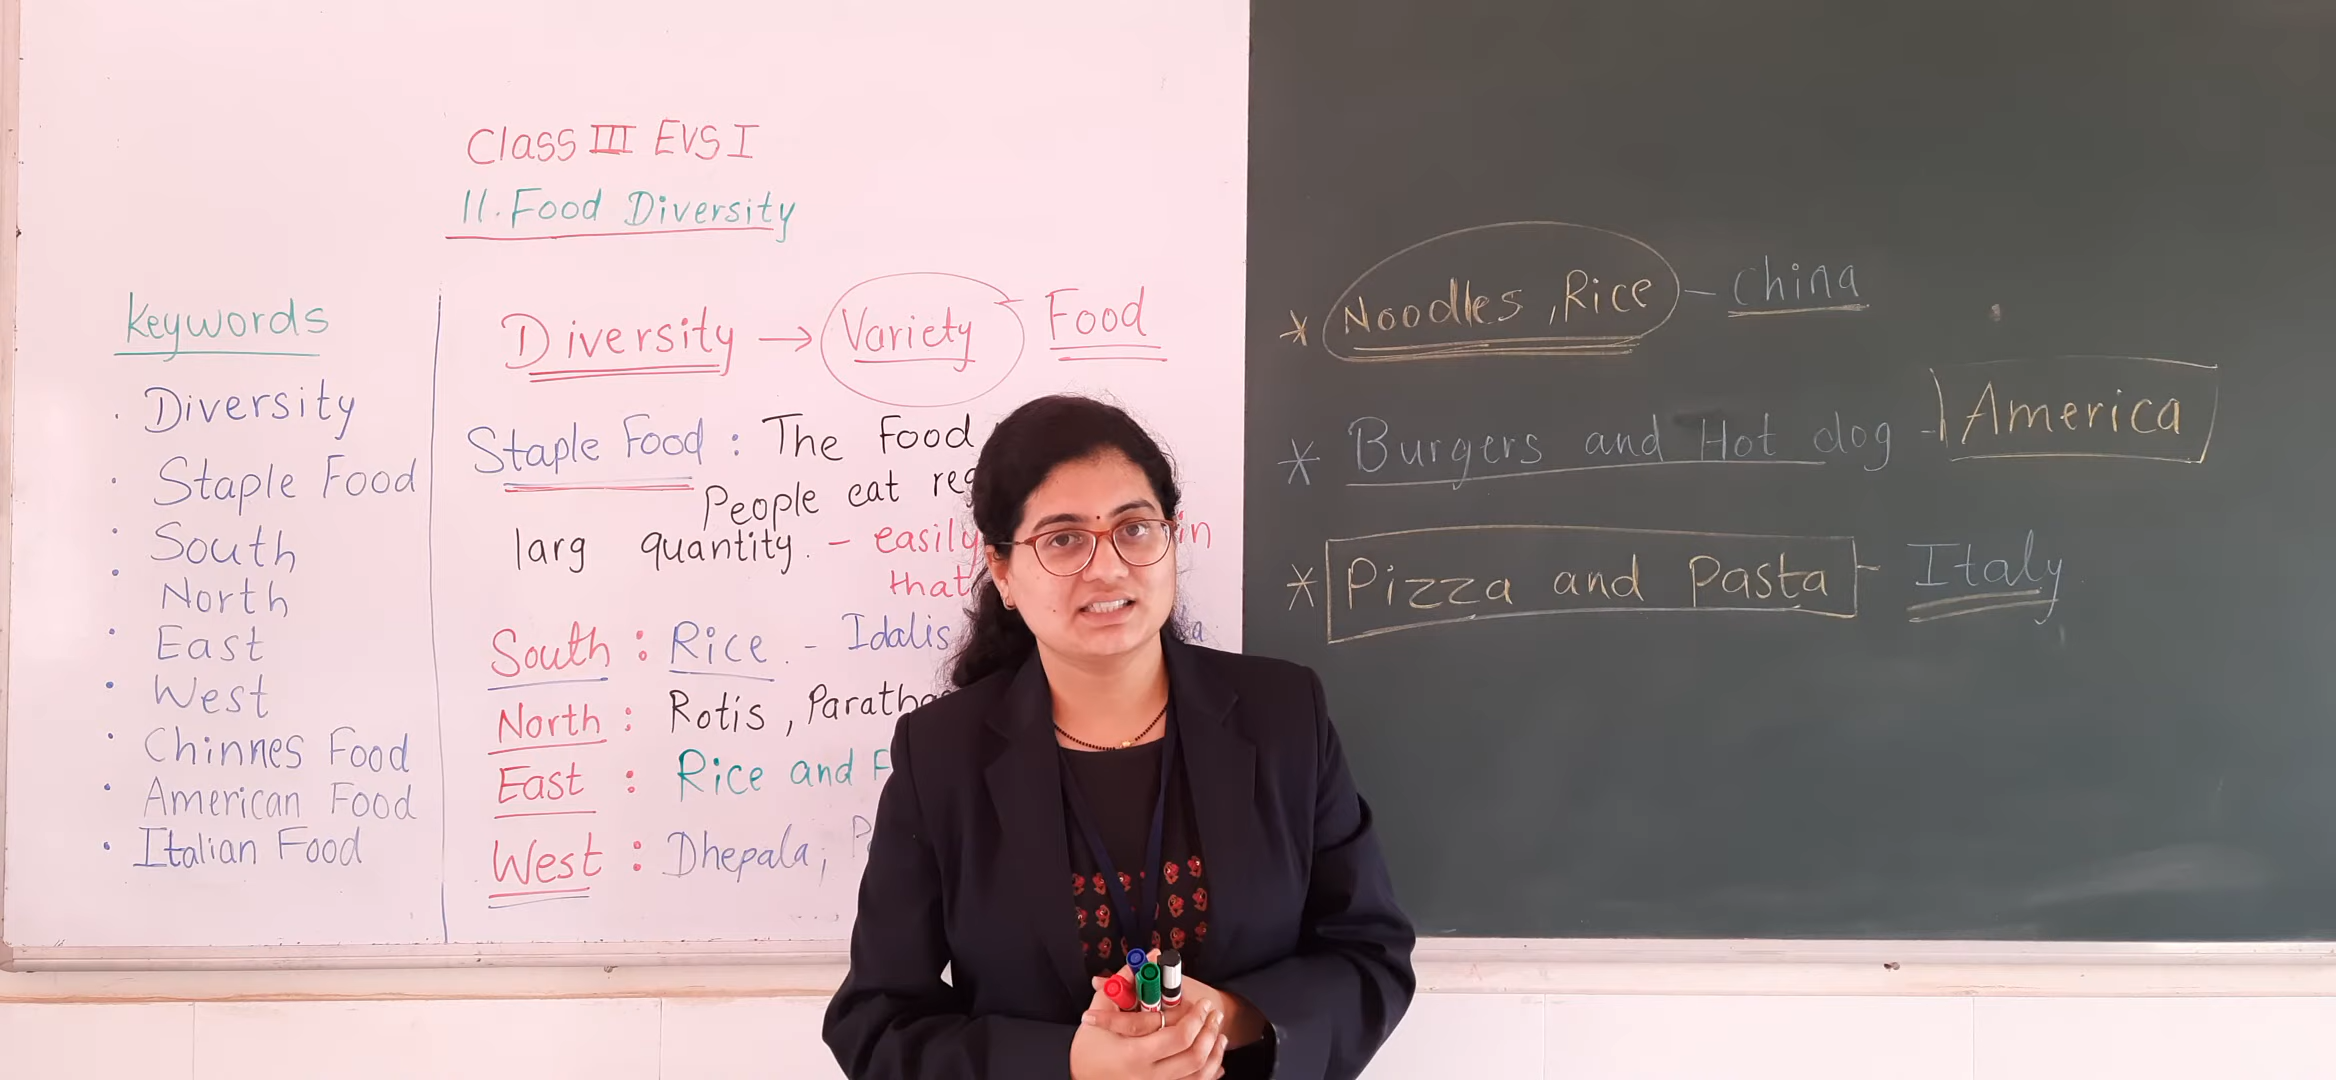 Class III EVS I
11. Food Diversity
Keywords
. Diversity
. Staple Food
. South
. North
. East
. West
. Chinnes Food
. American Food
. Italian Food
Diversity → Variety Food
Staple Food : The Food
People eat
larg quantity. - easily in
that
South : Rice . - Idalis
North : Rotis ,
East : Rice and
West : Dhepala,
* Noodles ,Rice - China
* Burgers and Hot dog - America
* Pizza and Pasta - Italy